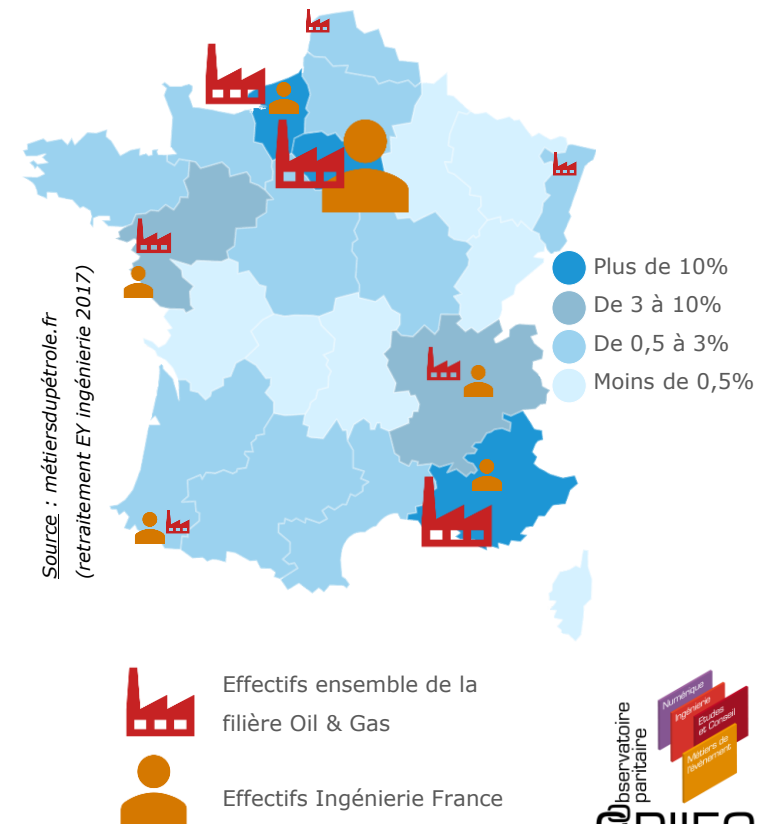 Plus de 10%
De 3 à 10%
De 0,5 à 3%
Moins de 0,5%
Source : métiersdupétrole.fr
(retraitement EY ingénierie 2017)
Effectifs ensemble de la
filière Oil & Gas
Effectifs Ingénierie France
Numérique
Ingénierie
Etudes
et Conseil
Métiers de
l'événement
Observatoire
paritaire